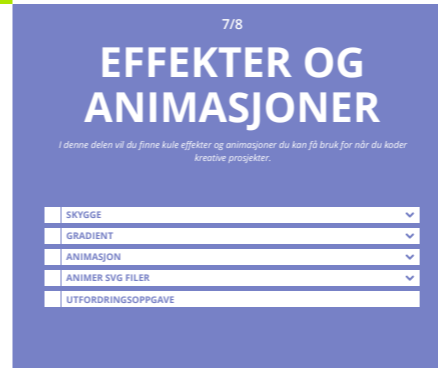 7/8
EFFEKTER OG
ANIMASJONER
I denne delen vil du finne kule effekter og animasjoner du kan få bruk for når du koder
kreative prosjekter.
SKYGGE
GRADIENT
ANIMASJON
ANIMER SVG FILER
UTFORDRINGSOPPGAVE